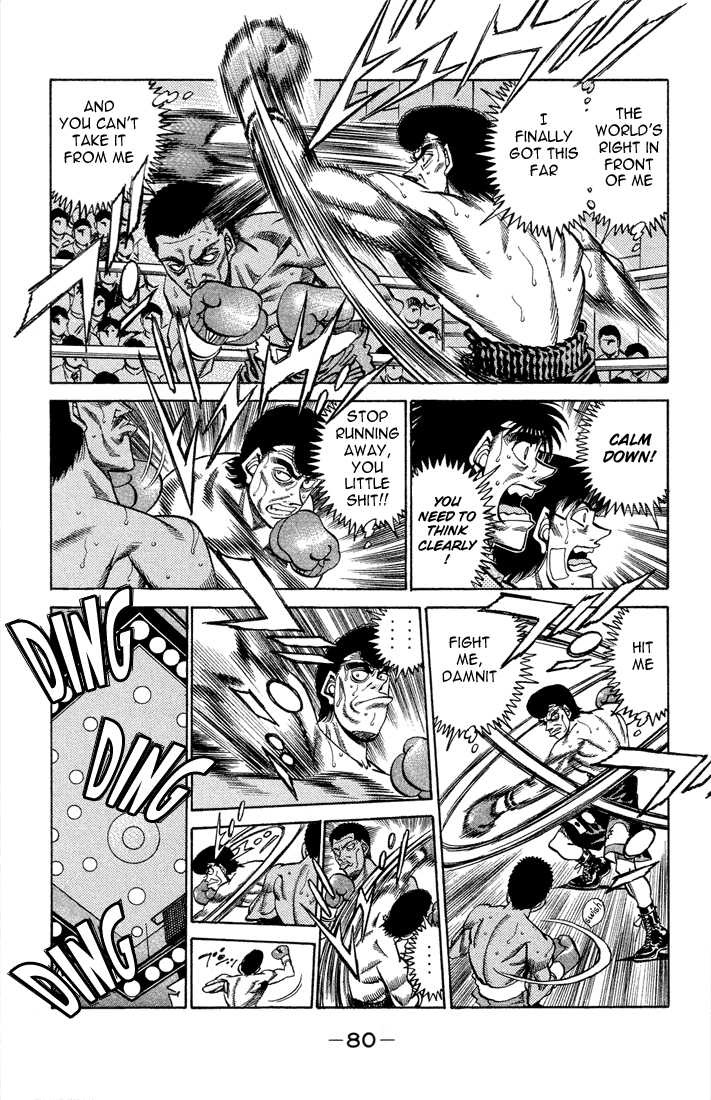 THE
WORLD'S
RIGHT IN
FRONT
OF ME
I
FINALLY
GOT THIS
FAR
AND
YOU CAN'T
TAKE IT
FROM ME
CALM
DOWN!
YOU
NEED TO
THINK
CLEARLY
!
STOP
RUNNING
AWAY,
YOU
LITTLE
SHIT!!
HIT
ME
FIGHT
ME,
DAMNIT
....
....
DING
DING
DING
-80-